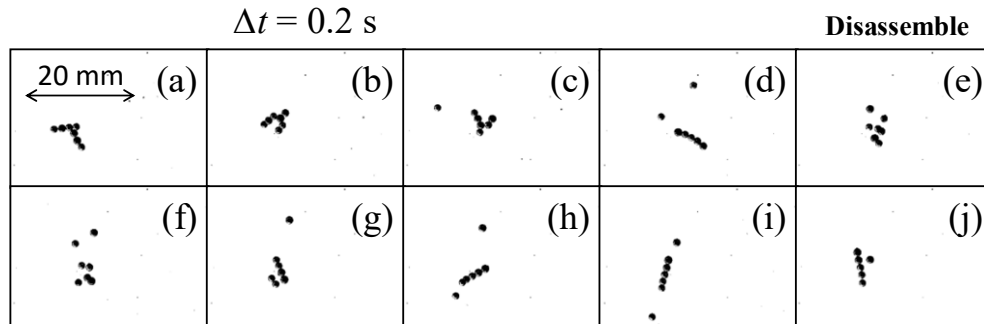 Δt = 0.2 s
Disassemble
20 mm
(a)
(b)
(c)
(d)
(e)
(f)
(g)
(h)
(i)
(j)